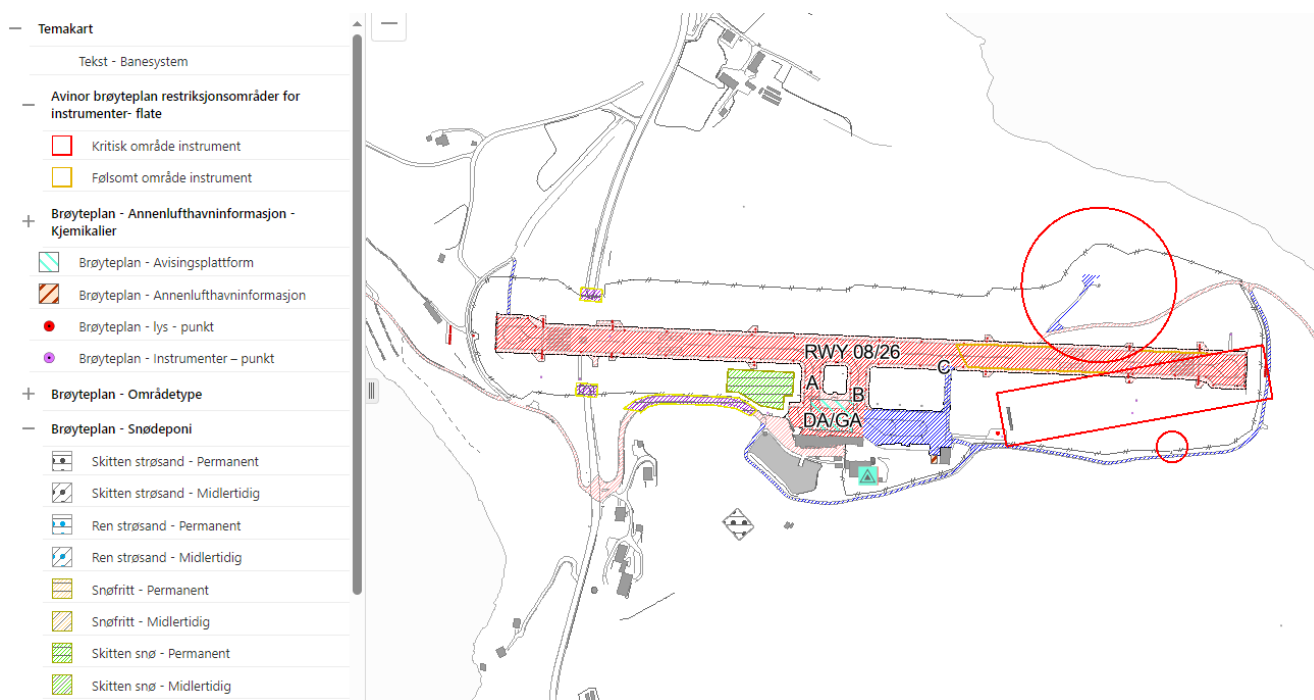 Temakart
Tekst - Banesystem
Avinor brøyteplan restriksjonsområder for
instrumenter- flate
Kritisk område instrument
Følsomt område instrument
Brøyteplan - Annenlufthavninformasjon -
Kjemikalier
Brøyteplan - Avisingsplattform
Brøyteplan - Annenlufthavninformasjon
Brøyteplan - lys - punkt
Brøyteplan - Instrumenter – punkt
Brøyteplan - Områdetype
Brøyteplan - Snødeponi
Skitten strøsand - Permanent
Skitten strøsand - Midlertidig
Ren strøsand - Permanent
Ren strøsand - Midlertidig
Snøfritt - Permanent
Snøfritt - Midlertidig
Skitten snø - Permanent
Skitten snø - Midlertidig
RWY 08/26
C
A
B
DA/GA